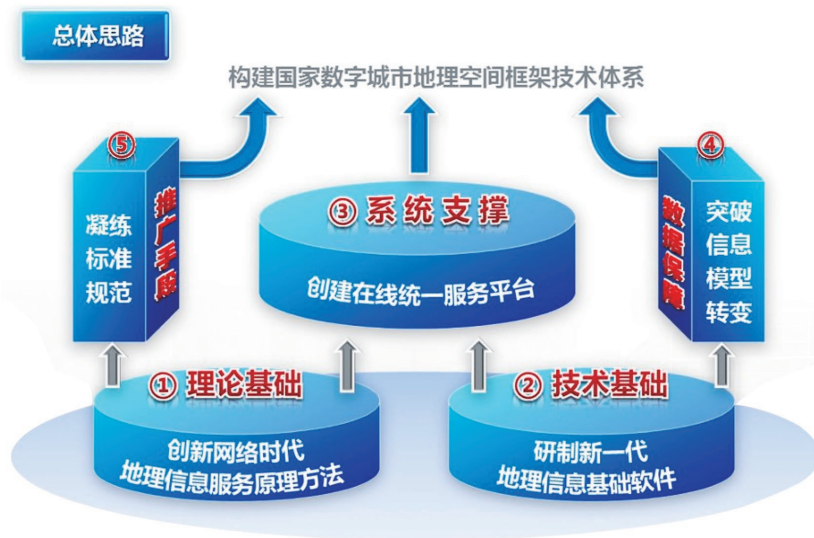 总体思路
构建国家数字城市地理空间框架技术体系
⑤
推广手段
凝练
标准
规范
③ 系统支撑
创建在线统一服务平台
④
数据保障
突破
信息
模型
转变
① 理论基础
创新网络时代
地理信息服务原理方法
② 技术基础
研制新一代
地理信息基础软件